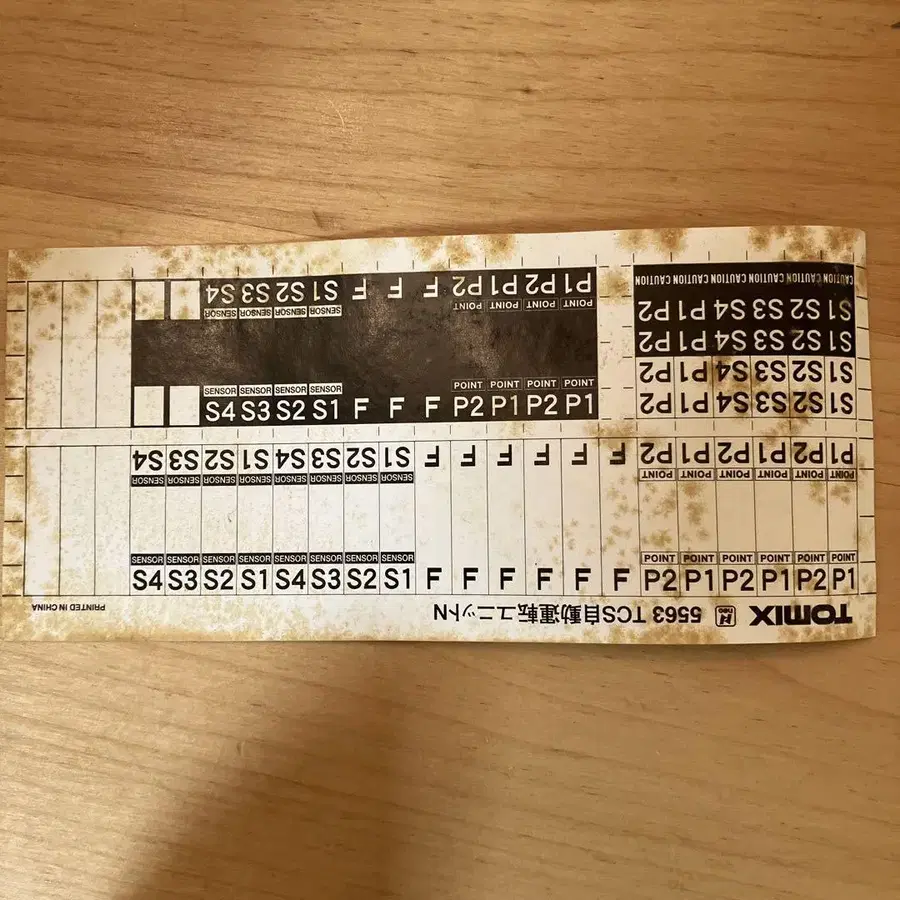 TOMIX N neo 5563 TCS自動運転ユニットN PRINTED IN CHINA
P1 P2 P1 P2 P1 P2 F F F F F F S1 S2 S3 S4 S1 S2 S3 S4
POINT POINT POINT POINT POINT POINT SENSOR SENSOR SENSOR SENSOR SENSOR SENSOR SENSOR SENSOR
POINT POINT POINT POINT POINT POINT SENSOR SENSOR SENSOR SENSOR SENSOR SENSOR SENSOR SENSOR
P1 P2 P1 P2 P1 P2 F F F F F F S1 S2 S3 S4 S1 S2 S3 S4
S1 S2 S3 S4 P1 P2
S1 S2 S3 S4 P1 P2
S1 S2 S3 S4 P1 P2
S1 S2 S3 S4 P1 P2
CAUTION CAUTION CAUTION CAUTION CAUTION CAUTION
P1 P2 P1 P2 F F F S1 S2 S3 S4
POINT POINT POINT POINT SENSOR SENSOR SENSOR SENSOR
POINT POINT POINT POINT SENSOR SENSOR SENSOR SENSOR
P1 P2 P1 P2 F F F S1 S2 S3 S4